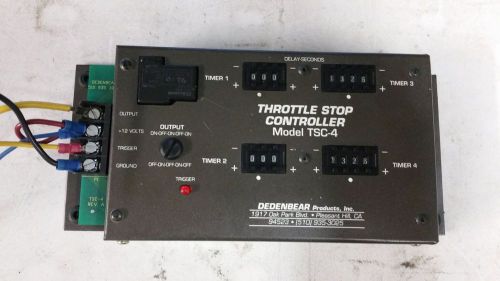 DELAY-SECONDS
TIMER 1
0 0 0
1 3 2 5
TIMER 3
+
-
+
-
DEDENBEAR
THROTTLE STOP
CONTROLLER
Model TSC-4
OUTPUT
+12 VOLTS
TRIGGER
GROUND
OUTPUT
ON-OFF-ON-OFF-ON
OFF-ON-OFF-ON-OFF
TIMER 2
0 0 0
1 3 2 5
TIMER 4
+
-
+
-
TRIGGER
TSC-4
REV. A
DEDENBEAR Products, Inc.
1917 Oak Park Blvd. • Pleasant Hill, CA
94523 • (510) 935-3025